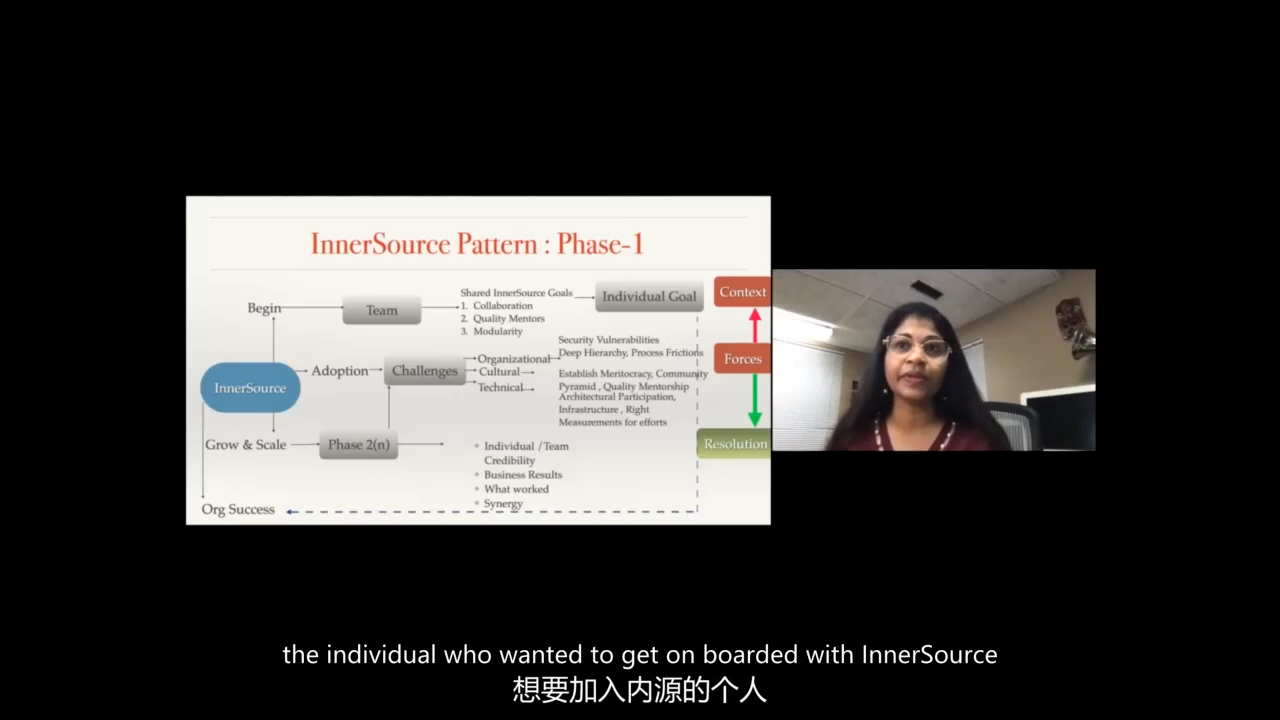 InnerSource Pattern : Phase-1
Begin
Team
Shared InnerSource Goals
1. Collaboration
2. Quality Mentors
3. Modularity
Individual Goal
Context
Security Vulnerabilities
Deep Hierarchy, Process Frictions
Forces
InnerSource
Adoption
Challenges
Organizational
Cultural
Technical
Establish Meritocracy, Community
Pyramid , Quality Mentorship
Architectural Participation,
Infrastructure , Right
Measurements for efforts
Resolution
Grow & Scale
Phase 2(n)
Individual /Team
Credibility
Business Results
What worked
Synergy
Org Success
the individual who wanted to get on boarded with InnerSource
想要加入内源的个人